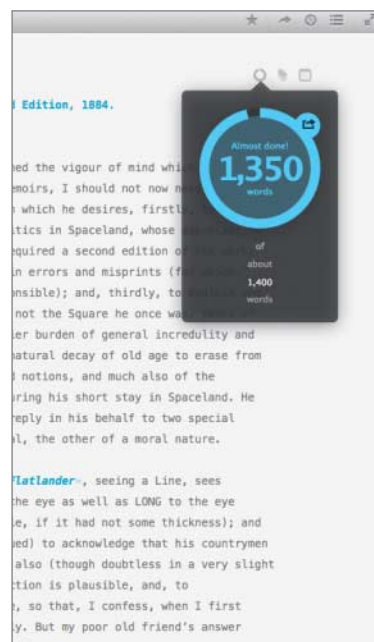 d Edition, 1884.
Almost done!
1,350
words
of
about
1,400
words
ned the vigour of mind
emoirs, I should not now
n which he desires, firstly,
itics in Spaceland, whose
equired a second edition of
in errors and misprints
onsible); and, thirdly, to
not the Square he once was.
ier burden of general incredulity and
natural decay of old age to erase from
d notions, and much also of the
uring his short stay in Spaceland. He
reply in his behalf to two special
al, the other of a moral nature.
Flatlander, seeing a Line, sees
the eye as well as LONG to the eye
le, if it had not some thickness); and
ued) to acknowledge that his countrymen
also (though doubtless in a very slight
ction is plausible, and, to
e, so that, I confess, when I first
ly. But my poor old friend's answer